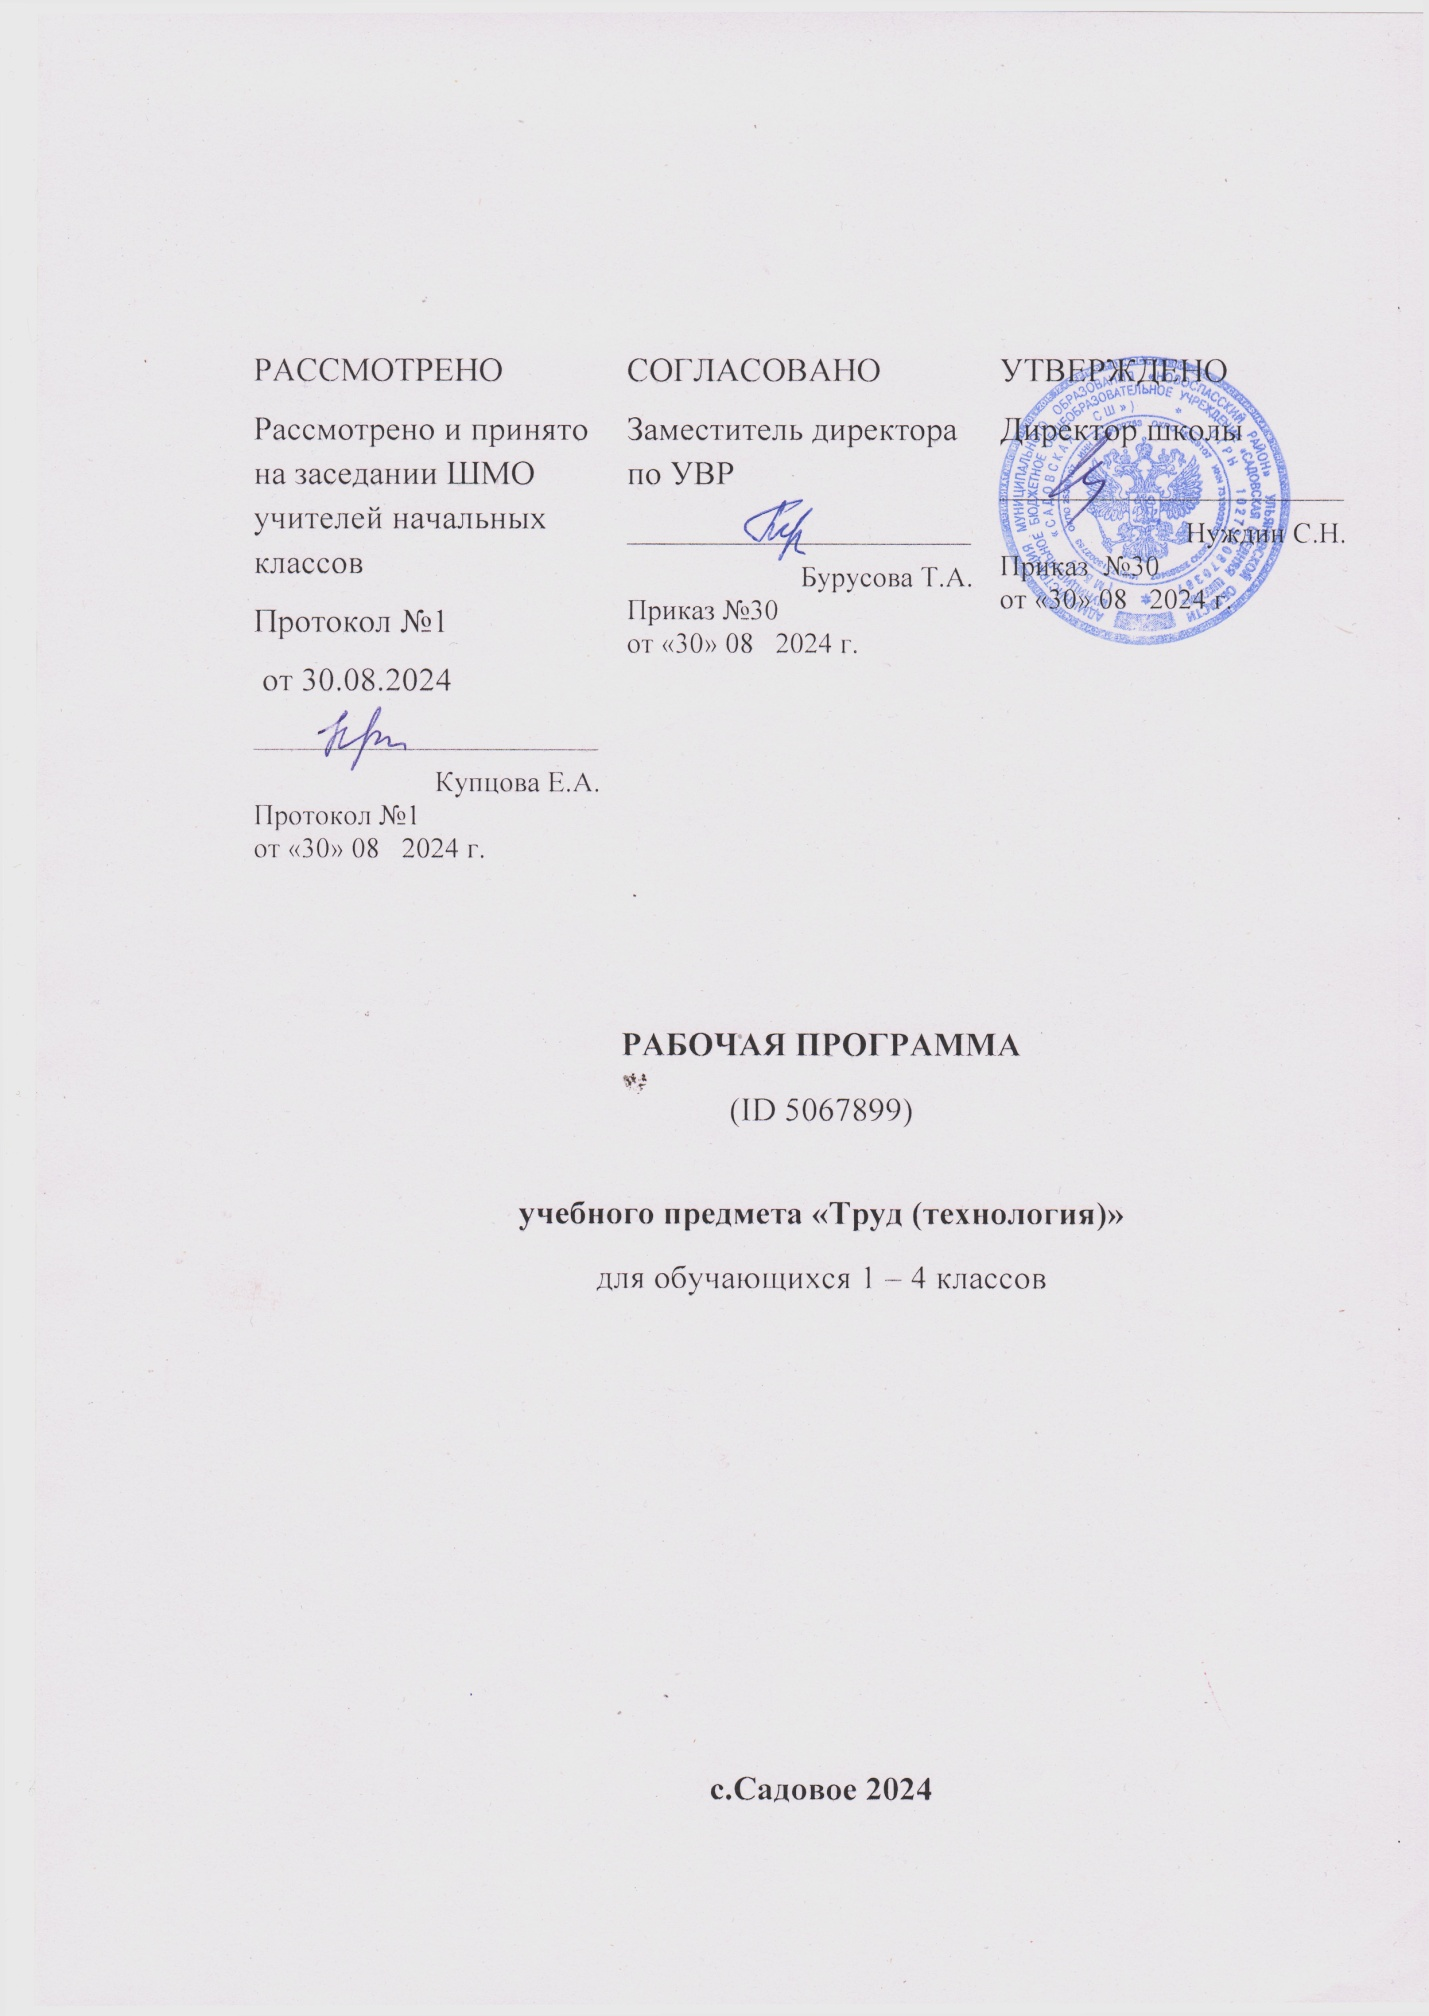 РАССМОТРЕНО
Рассмотрено и принято
на заседании ШМО
учителей начальных
классов
Протокол №1
от 30.08.2024
Купцова Е.А.
Протокол №1
от «30» 08 2024 г.
СОГЛАСОВАНО
Заместитель директора
по УВР
Бурусова Т.А.
Приказ №30
от «30» 08 2024 г.
УТВЕРЖДЕНО
Директор школы
Нуждин С.Н.
Приказ №30
от «30» 08 2024 г.
РАБОЧАЯ ПРОГРАММА
(ID 5067899)
учебного предмета «Труд (технология)»
для обучающихся 1 – 4 классов
с.Садовое 2024